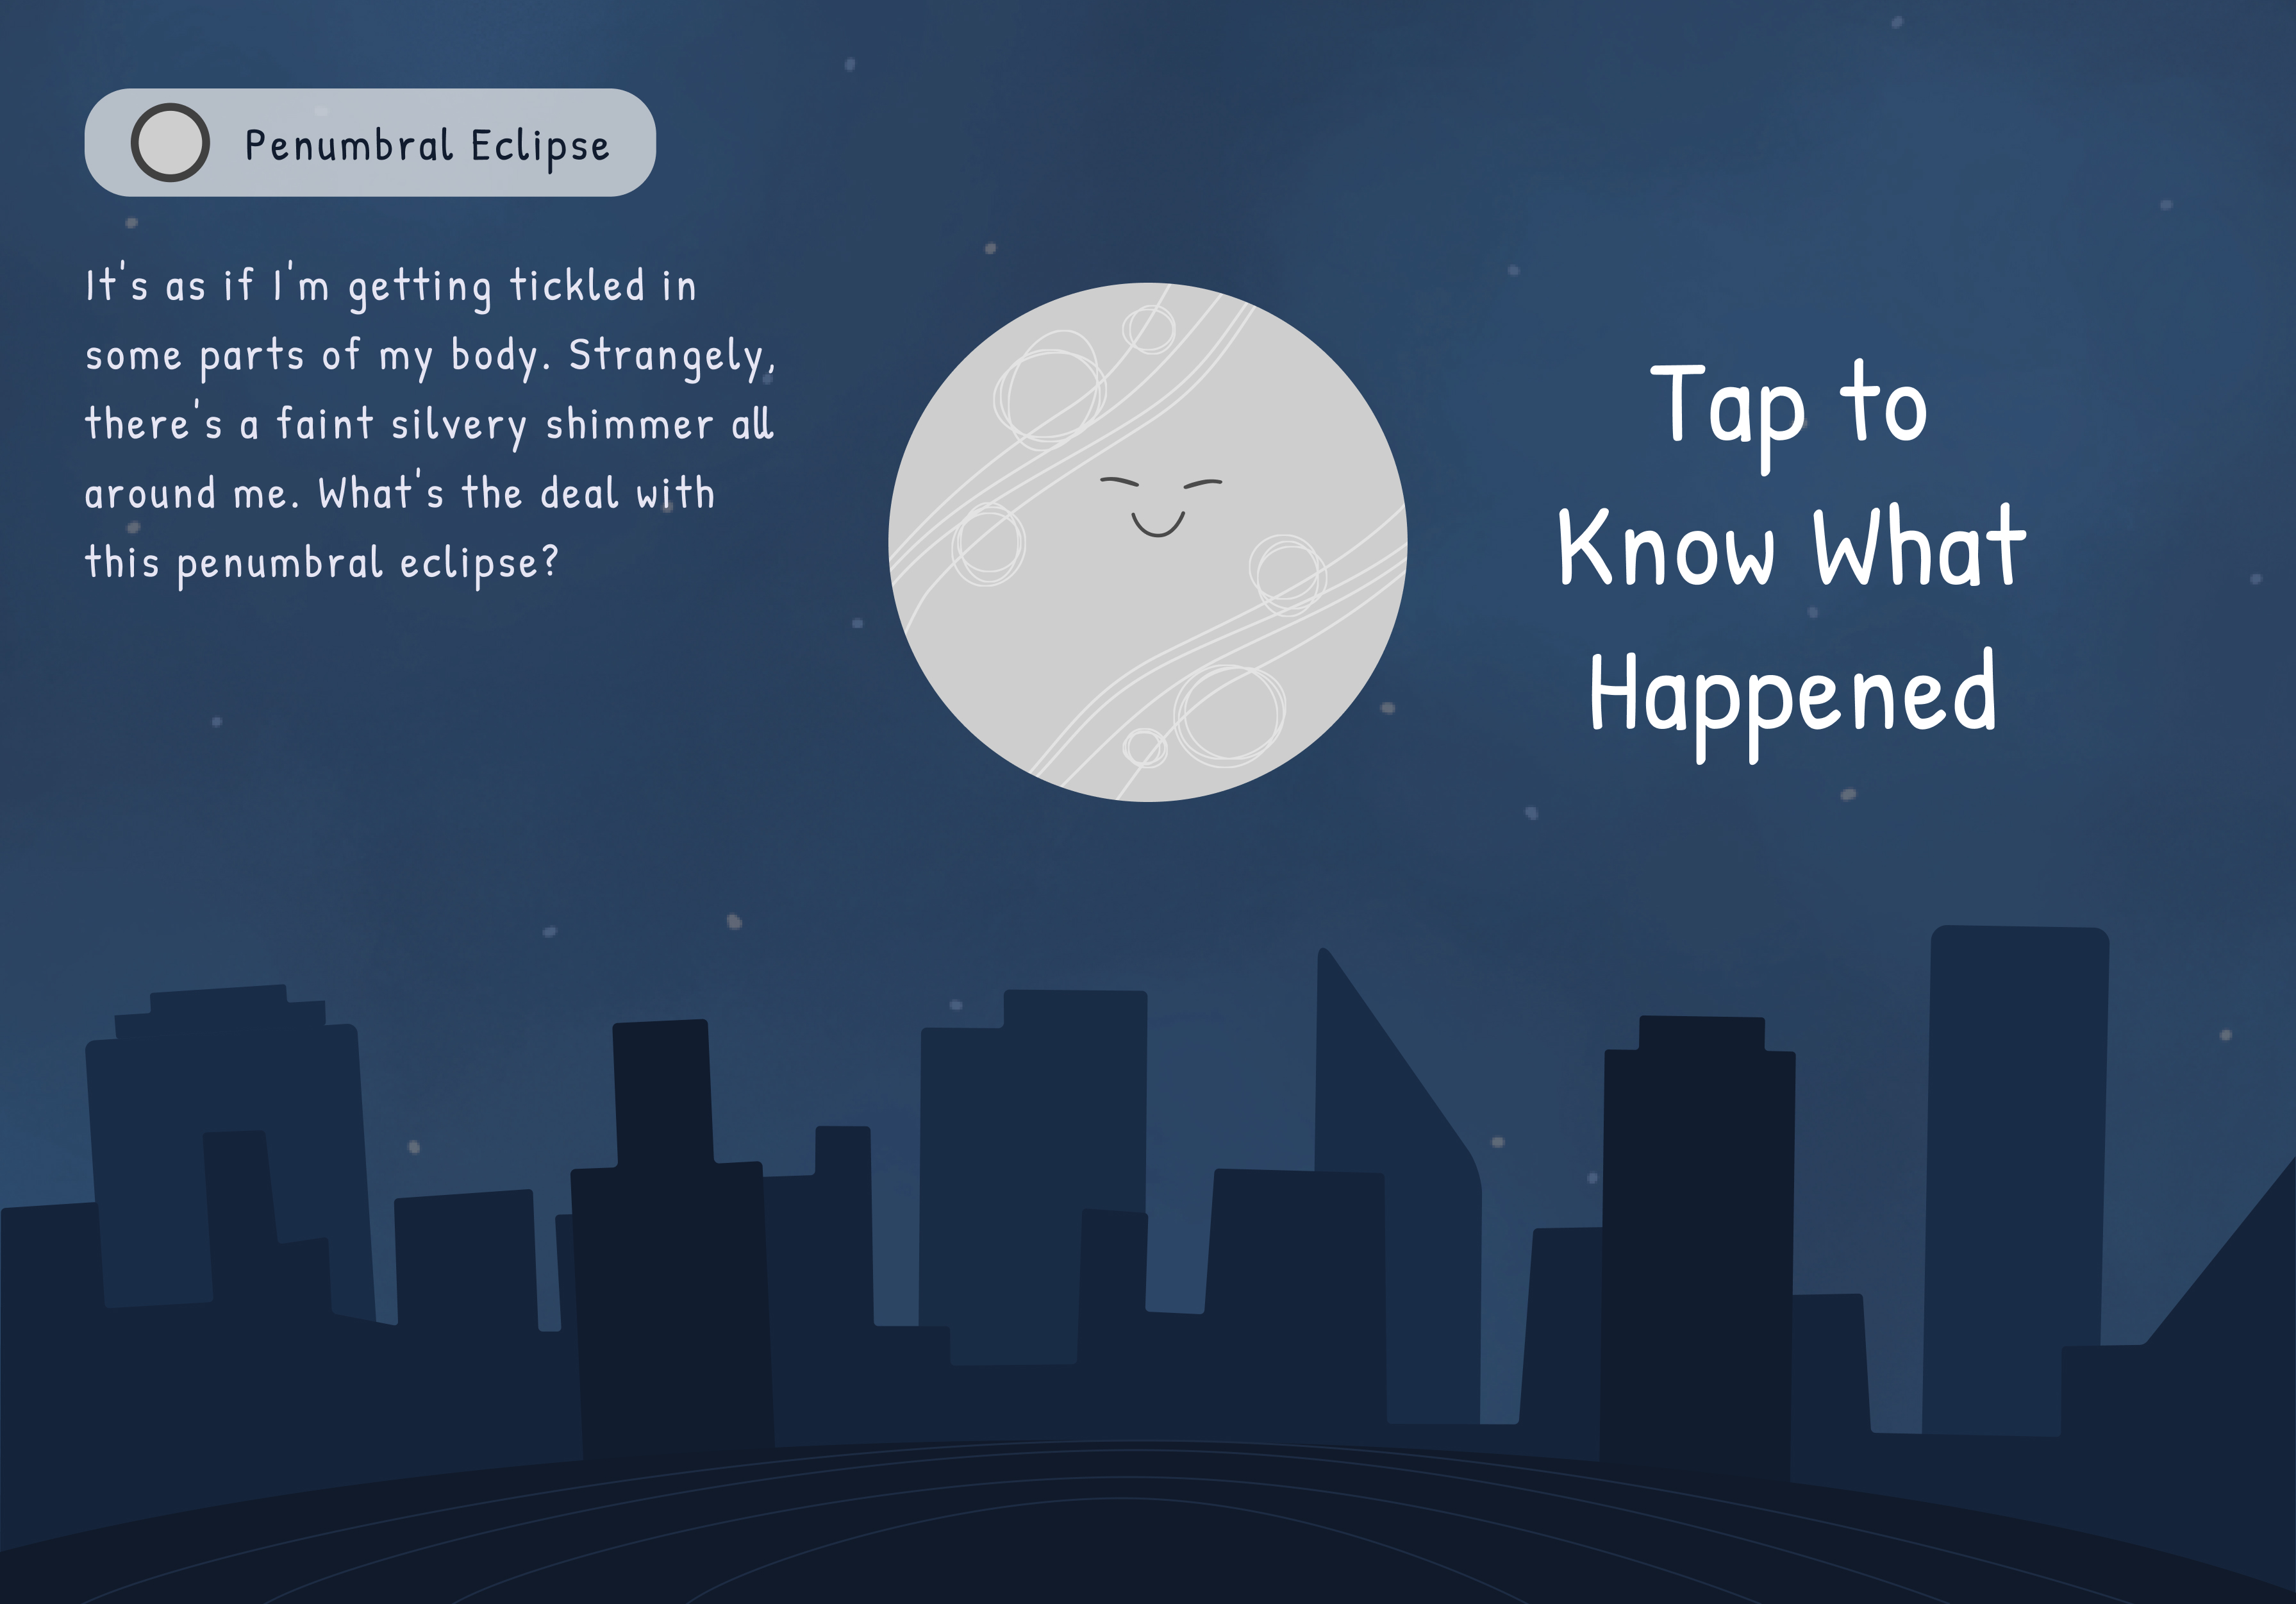 Penumbral Eclipse
It's as if I'm getting tickled in
some parts of my body. Strangely,
there's a faint silvery shimmer all
around me. What's the deal with
this penumbral eclipse?
Tap to
Know What
Happened